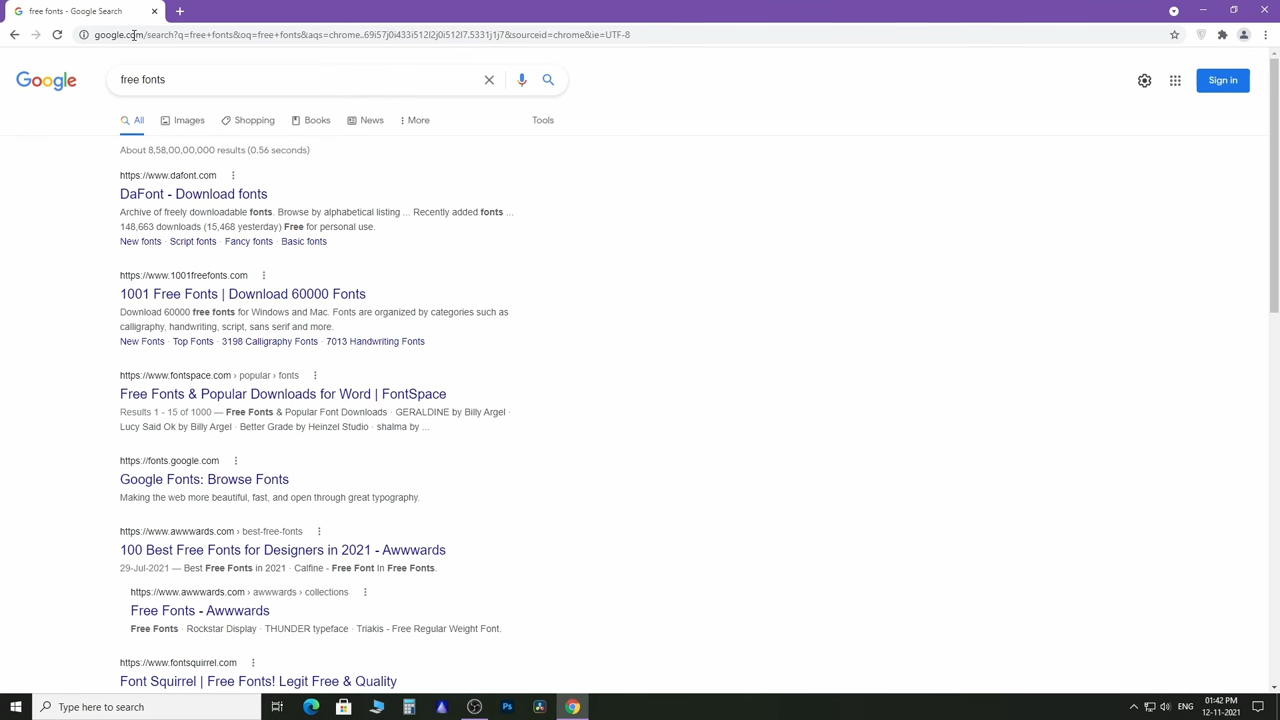 free fonts - Google Search
google.com/search?q=free+fonts&oq=free+fonts&aqs=chrome..69i57j0i433i512l2j0i512l7.5331j1j7&sourceid=chrome&ie=UTF-8
Google
free fonts
Sign in
All
Images
Shopping
Books
News
More
Tools
About 8,58,00,00,000 results (0.56 seconds)
https://www.dafont.com
DaFont - Download fonts
Archive of freely downloadable fonts. Browse by alphabetical listing ... Recently added fonts ...
148,663 downloads (15,468 yesterday) Free for personal use.
New fonts · Script fonts · Fancy fonts · Basic fonts
https://www.1001freefonts.com
1001 Free Fonts | Download 60000 Fonts
Download 60000 free fonts for Windows and Mac. Fonts are organized by categories such as
calligraphy, handwriting, script, sans serif and more.
New Fonts · Top Fonts · 3198 Calligraphy Fonts · 7013 Handwriting Fonts
https://www.fontspace.com › popular › fonts
Free Fonts & Popular Downloads for Word | FontSpace
Results 1 - 15 of 1000 — Free Fonts & Popular Font Downloads · GERALDINE by Billy Argel ·
Lucy Said Ok by Billy Argel · Better Grade by Heinzel Studio · shalma by ...
https://fonts.google.com
Google Fonts: Browse Fonts
Making the web more beautiful, fast, and open through great typography.
https://www.awwwards.com › best-free-fonts
100 Best Free Fonts for Designers in 2021 - Awwwards
29-Jul-2021 — Best Free Fonts in 2021 · Calfine - Free Font In Free Fonts.
https://www.awwwards.com › awwwards › collections
Free Fonts - Awwwards
Free Fonts · Rockstar Display · THUNDER typeface · Triakis - Free Regular Weight Font.
https://www.fontsquirrel.com
Font Squirrel | Free Fonts! Legit Free & Quality
Type here to search
Ps
ENG
01:42 PM
12-11-2021